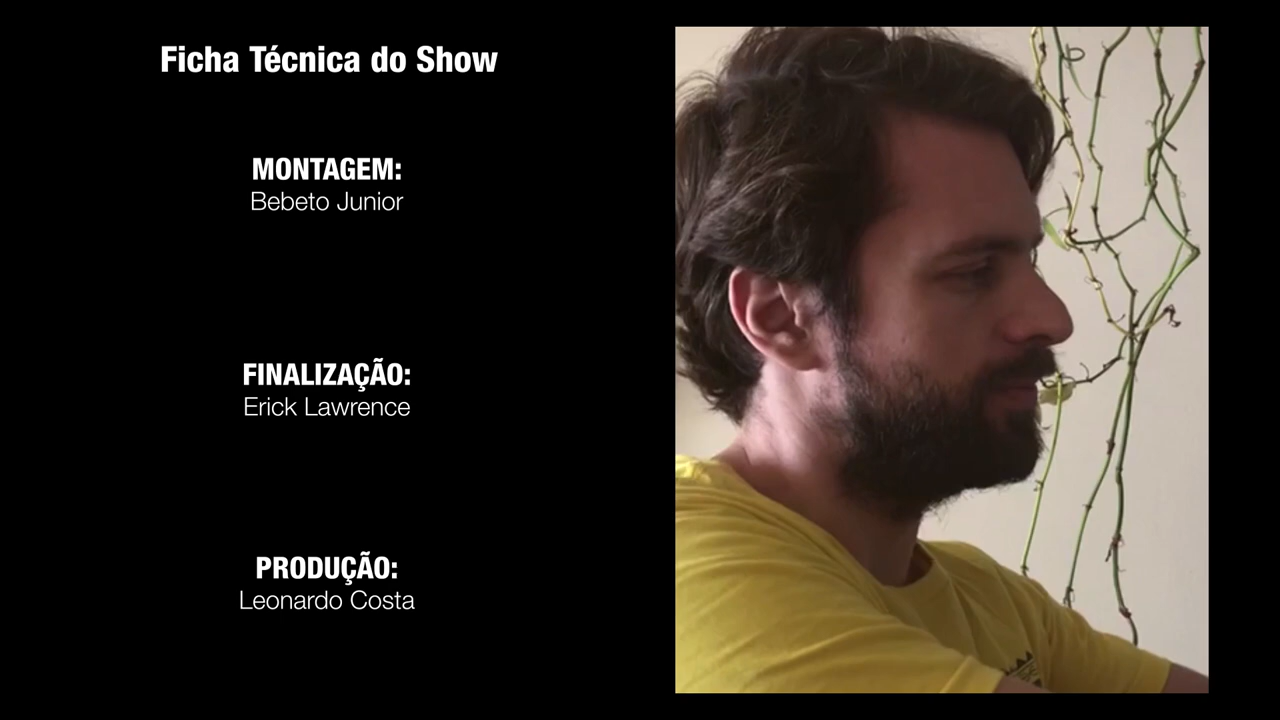 Ficha Técnica do Show
MONTAGEM:
Bebeto Junior
FINALIZAÇÃO:
Erick Lawrence
PRODUÇÃO:
Leonardo Costa